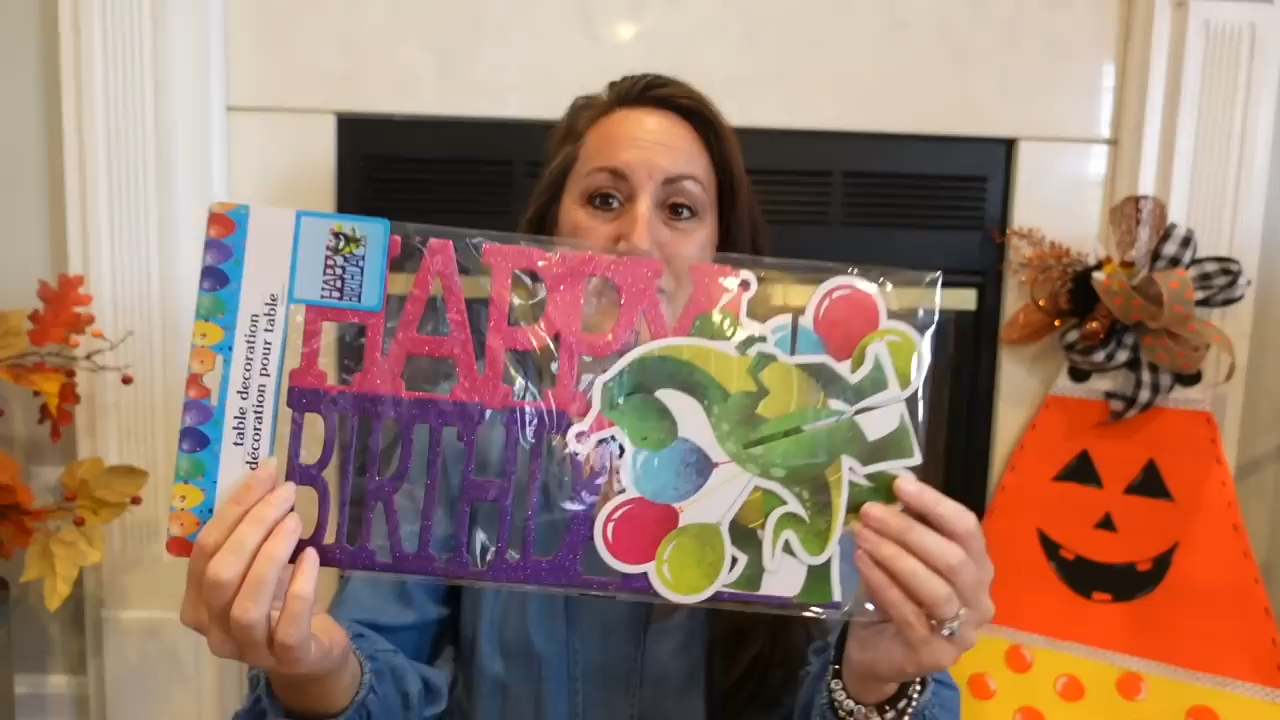 HAPPY
BIRTHDAY
table decoration
décoration pour table
HAPPY
BIRTHDAY